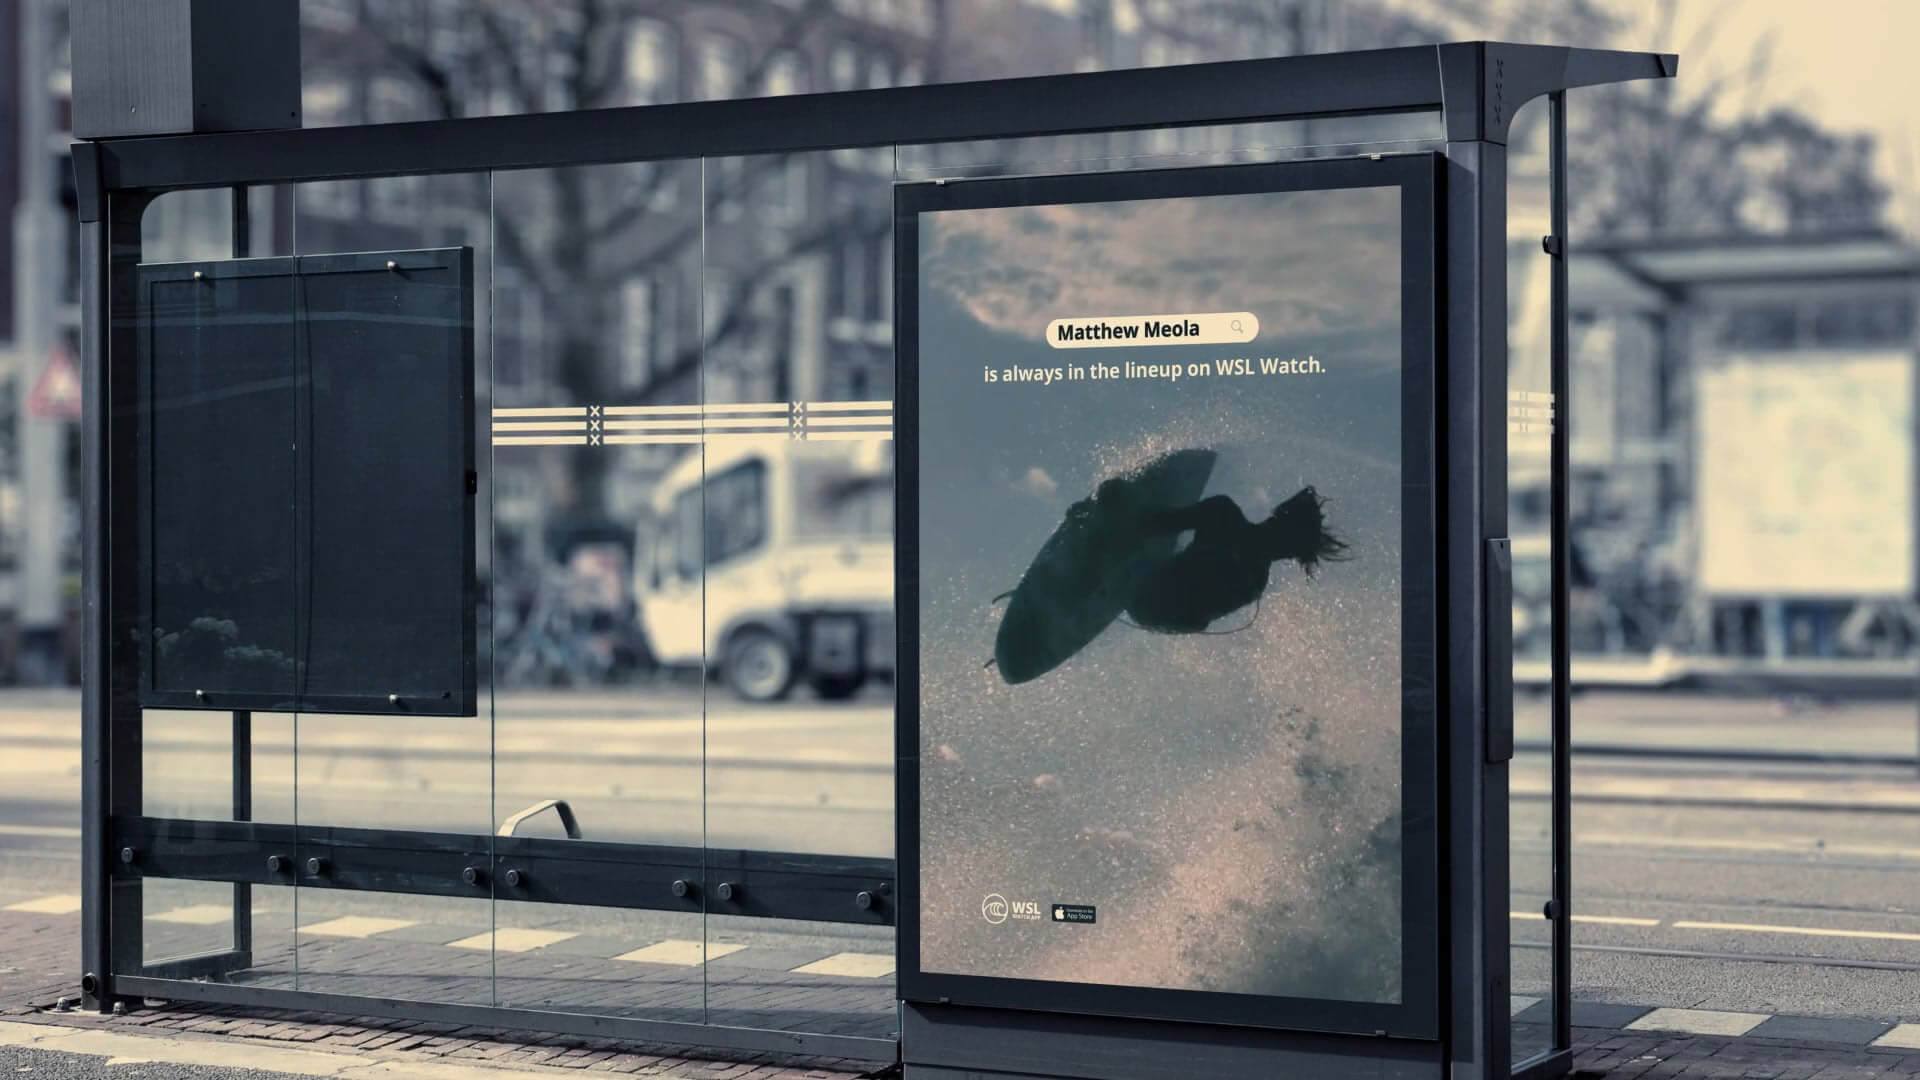 Matthew Meola
is always in the lineup on WSL Watch.
WSL
WATCH APP
Download on the
App Store